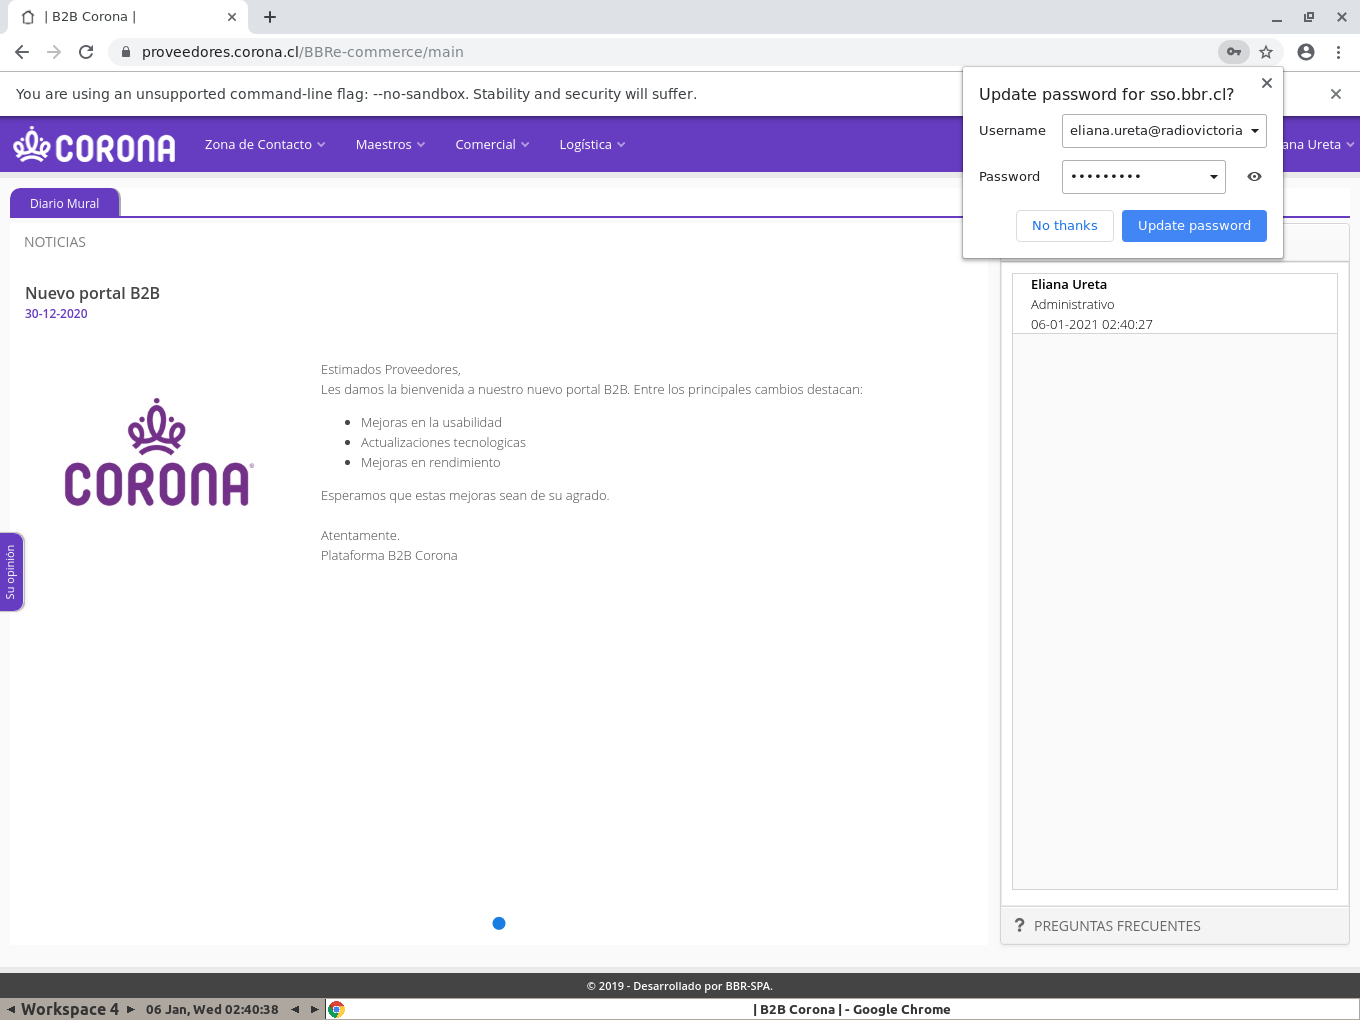 | B2B Corona |
proveedores.corona.cl/BBRe-commerce/main
You are using an unsupported command-line flag: --no-sandbox. Stability and security will suffer.
Update password for sso.bbr.cl?
Username eliana.ureta@radiovictoria
Password •••••••••
No thanks Update password
CORONA Zona de Contacto Maestros Comercial Logística ana Ureta
Diario Mural
NOTICIAS
Nuevo portal B2B
30-12-2020
CORONA
Estimados Proveedores,
Les damos la bienvenida a nuestro nuevo portal B2B. Entre los principales cambios destacan:
• Mejoras en la usabilidad
• Actualizaciones tecnologicas
• Mejoras en rendimiento
Esperamos que estas mejoras sean de su agrado.
Atentamente.
Plataforma B2B Corona
Su opinión
Eliana Ureta
Administrativo
06-01-2021 02:40:27
? PREGUNTAS FRECUENTES
© 2019 - Desarrollado por BBR-SPA.
Workspace 4 06 Jan, Wed 02:40:38 | B2B Corona | - Google Chrome